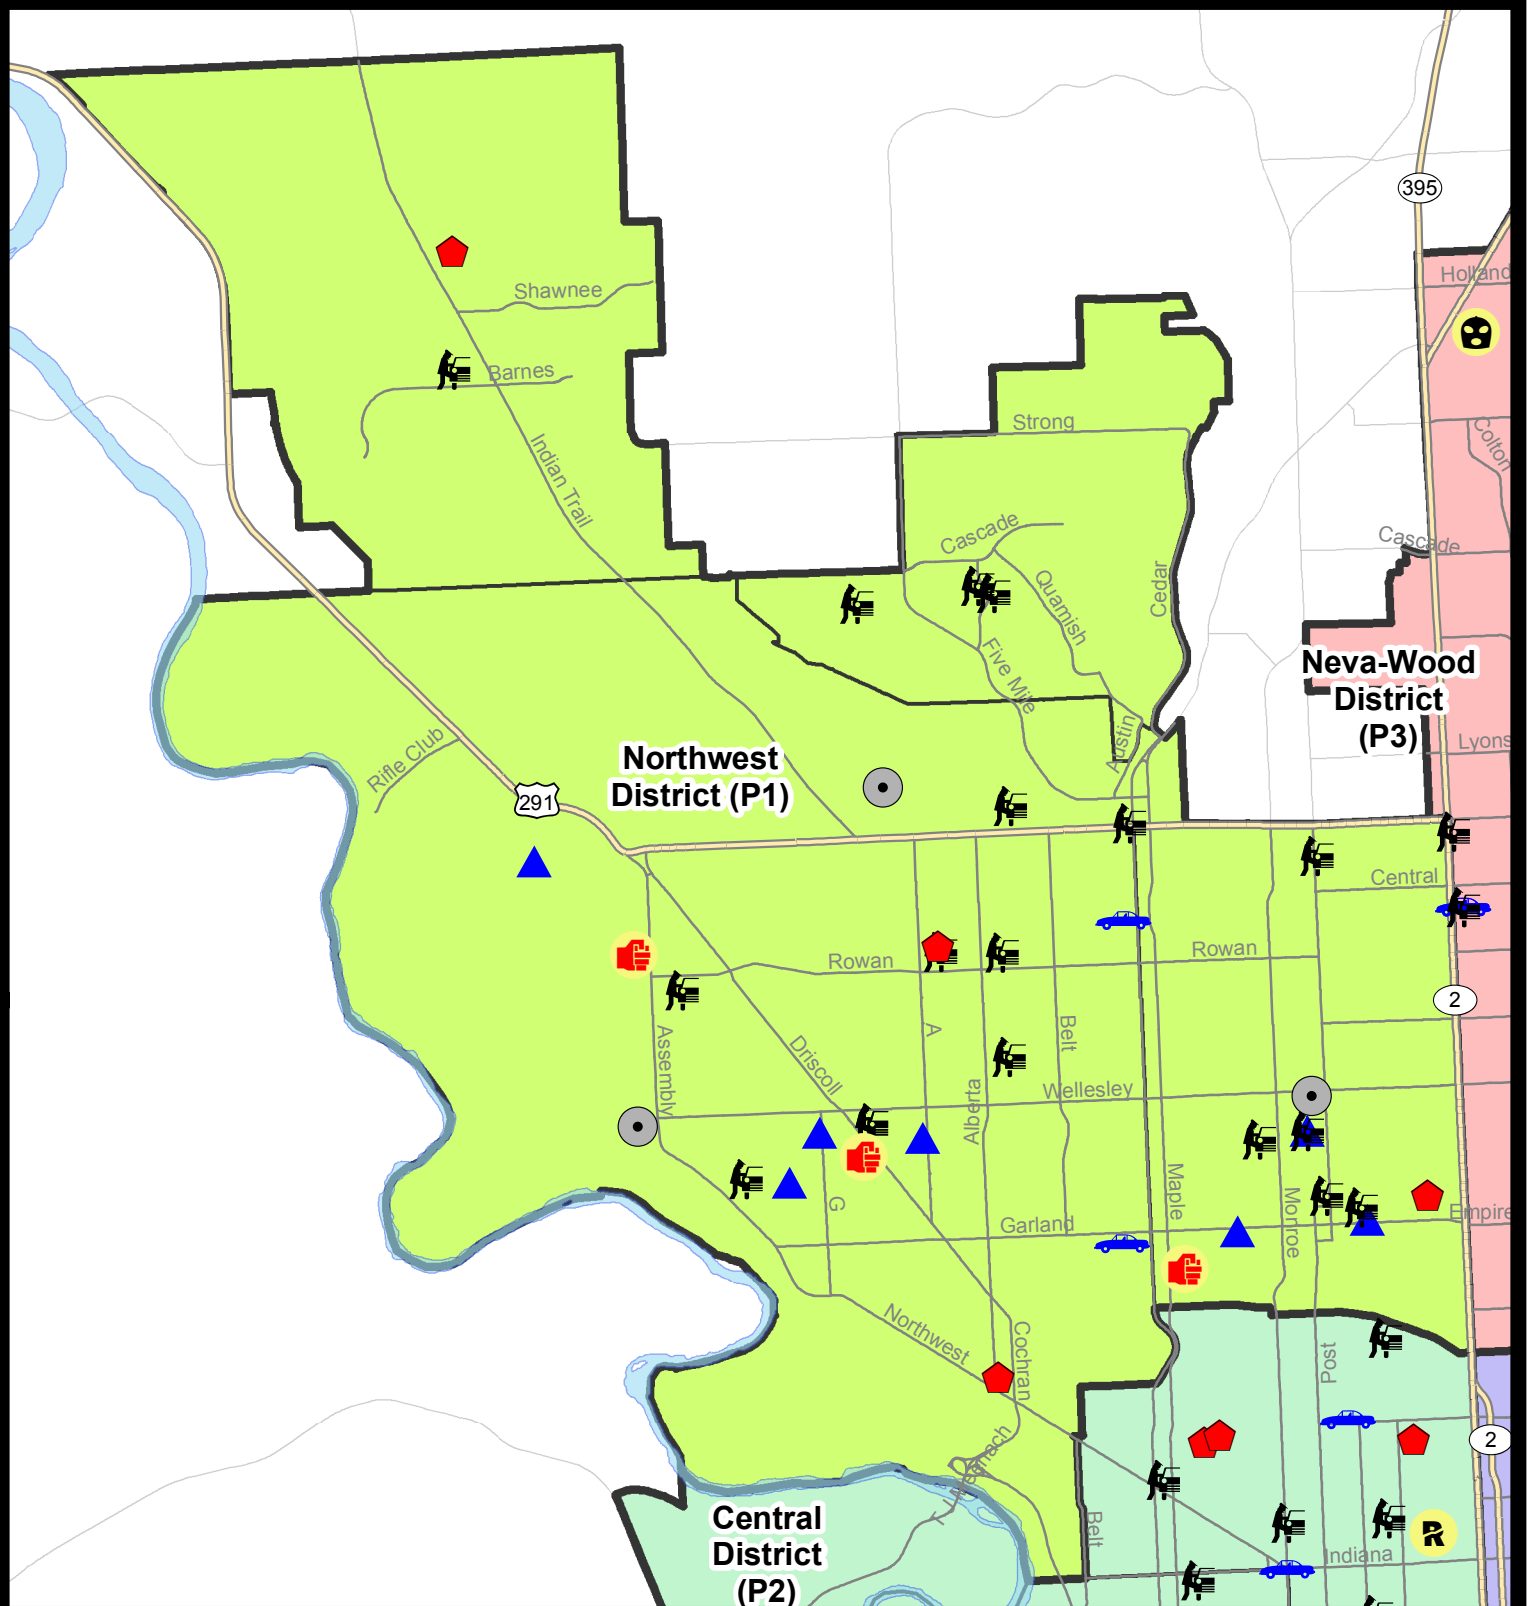 395
Holland
Shawnee
Barnes
Strong
Colton
Indian Trail
Cascade
Cascade
Quamish
Cedar
Five Mile
Neva-Wood
District
(P3)
Austin
Lyons
Rifle Club
Northwest
District (P1)
291
Central
Rowan
Rowan
2
A
Belt
Assembly
Driscoll
Wellesley
Alberta
Maple
G
Monroe
Garland
Empire
Northwest
Cochran
Post
2
T J Meenach
Central
District
(P2)
Belt
R
Indiana